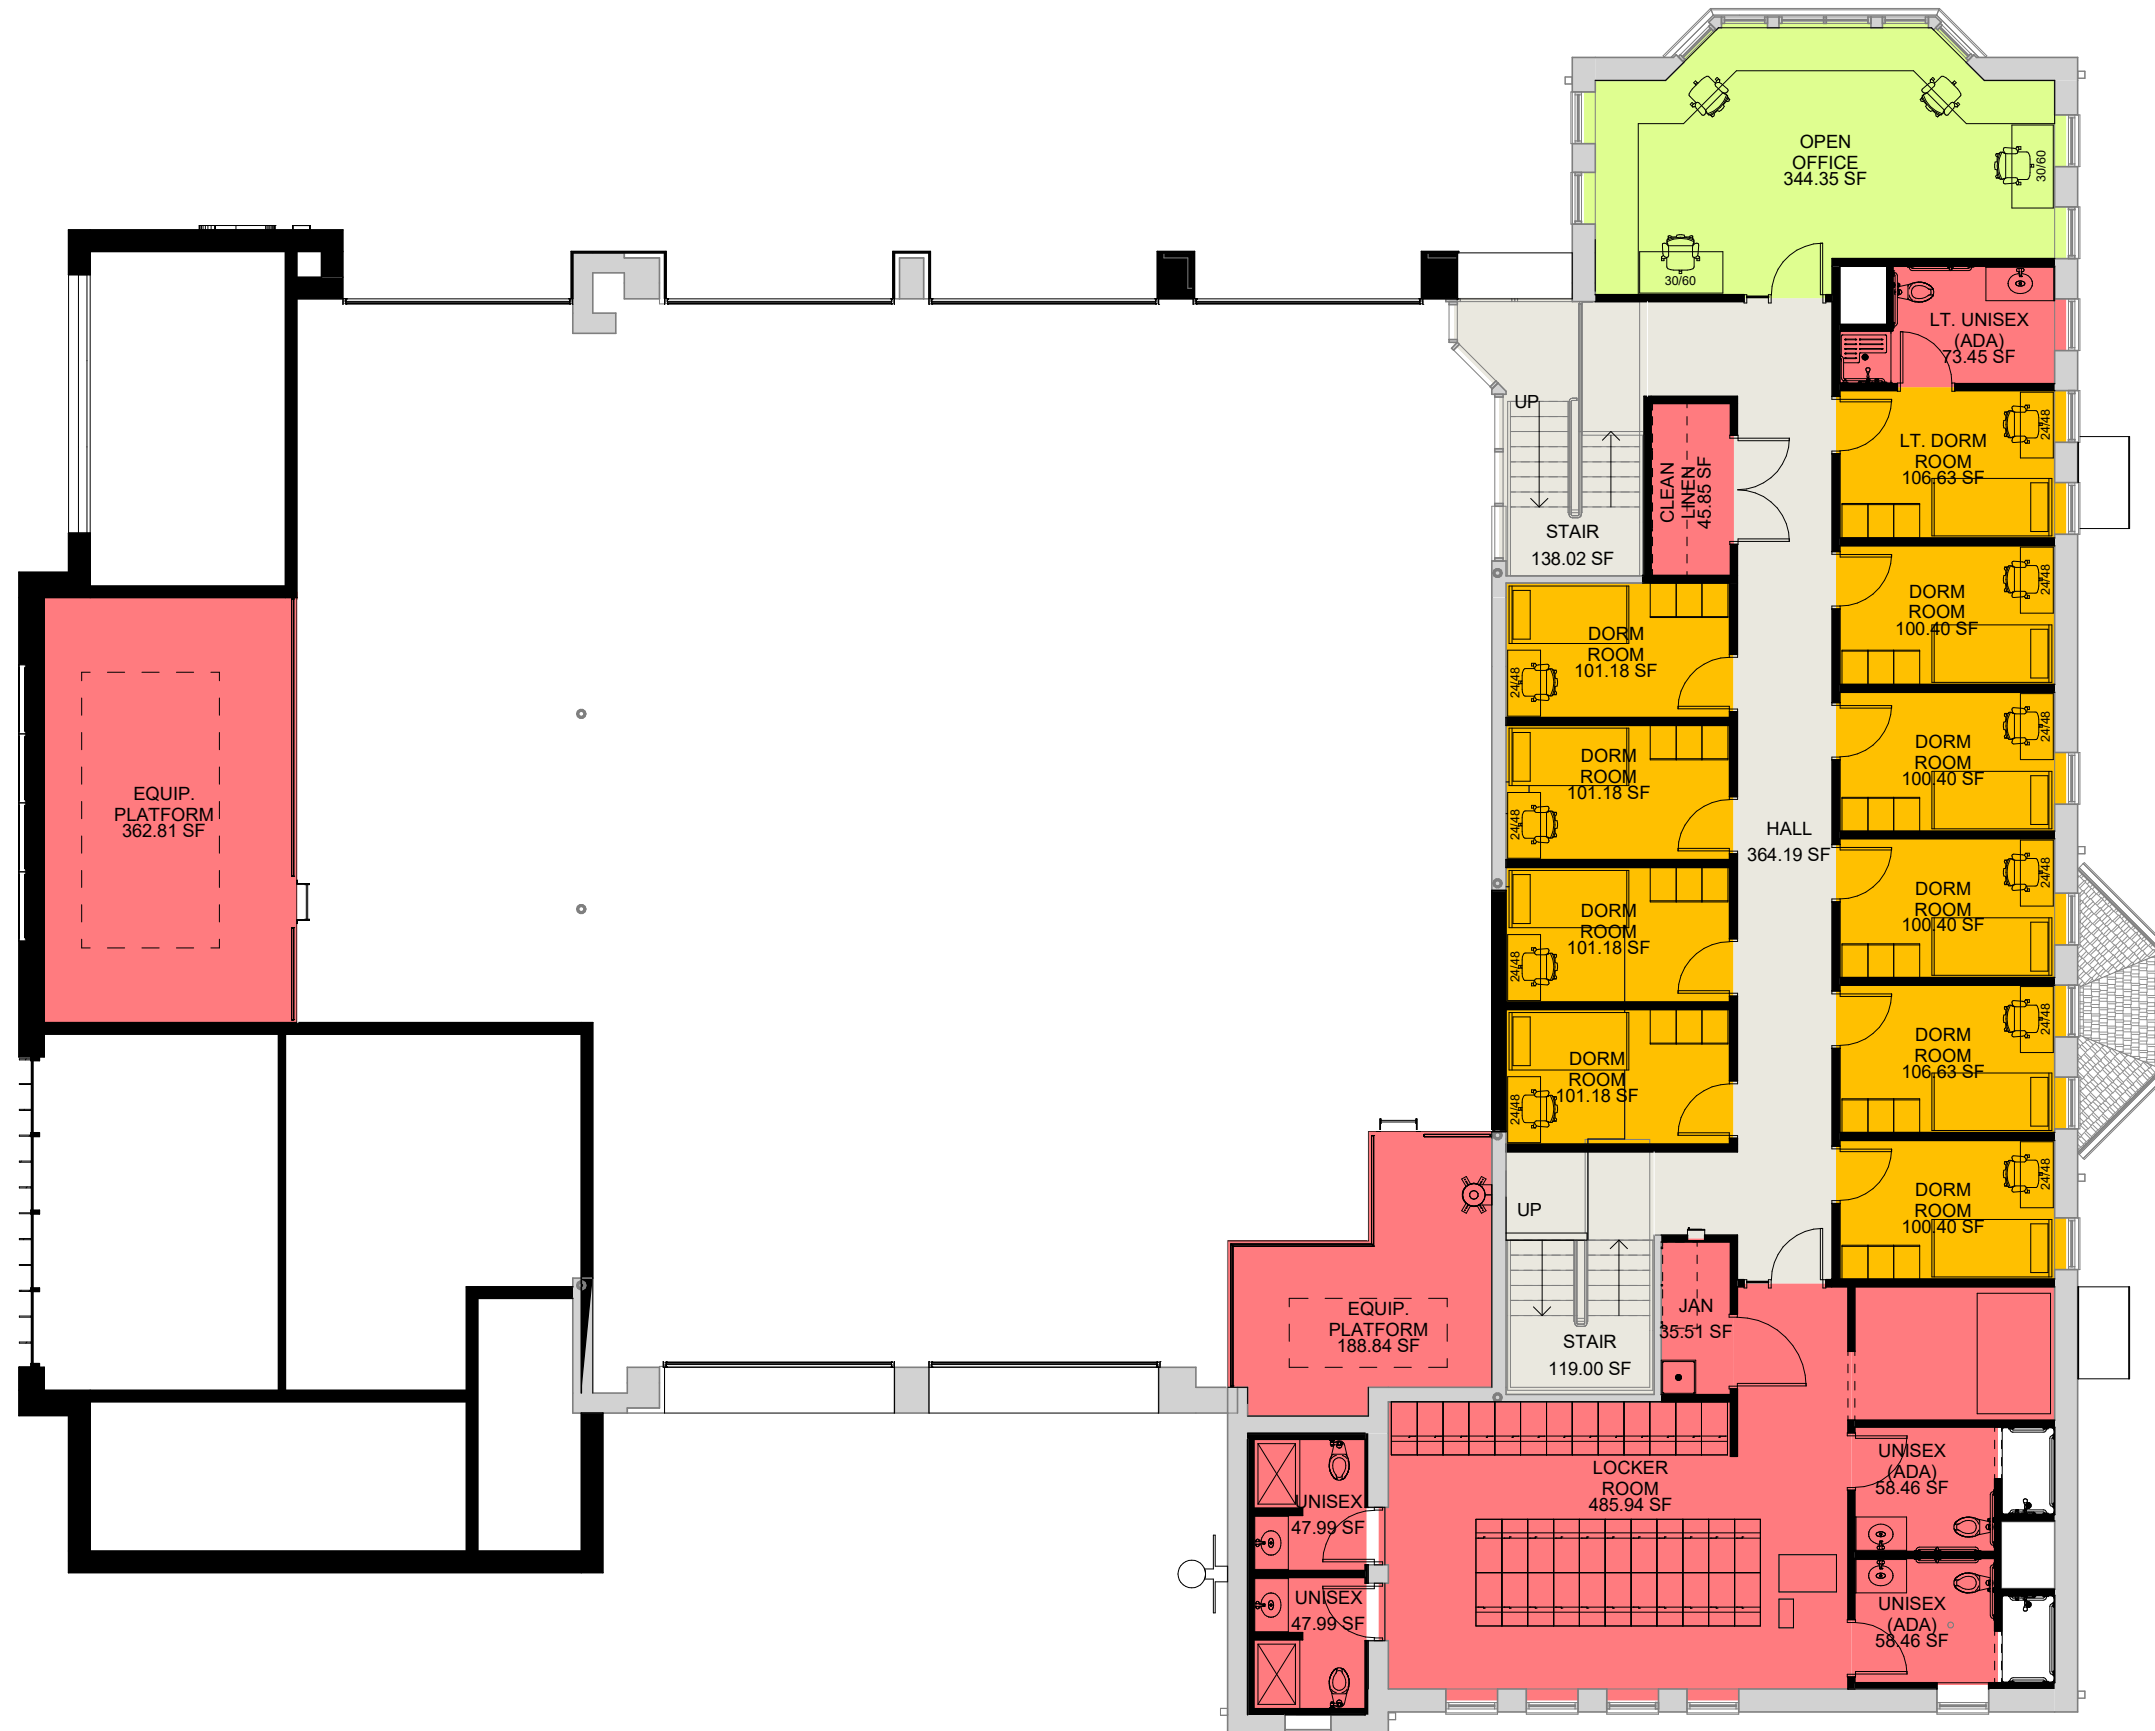 OPEN
OFFICE
344.35 SF
30/60
30/60
LT. UNISEX
(ADA)
73.45 SF
UP
CLEAN
LINEN
45.85 SF
STAIR
138.02 SF
LT. DORM
ROOM
106.63 SF
24/48
DORM
ROOM
101.18 SF
24/48
DORM
ROOM
100.40 SF
24/48
DORM
ROOM
101.18 SF
24/48
DORM
ROOM
100.40 SF
24/48
EQUIP.
PLATFORM
362.81 SF
HALL
364.19 SF
DORM
ROOM
101.18 SF
24/48
DORM
ROOM
100.40 SF
24/48
DORM
ROOM
101.18 SF
24/48
DORM
ROOM
106.63 SF
24/48
UP
DORM
ROOM
100.40 SF
24/48
EQUIP.
PLATFORM
188.84 SF
STAIR
119.00 SF
JAN
35.51 SF
LOCKER
ROOM
485.94 SF
UNISEX
47.99 SF
UNISEX
(ADA)
58.46 SF
UNISEX
47.99 SF
UNISEX
(ADA)
58.46 SF